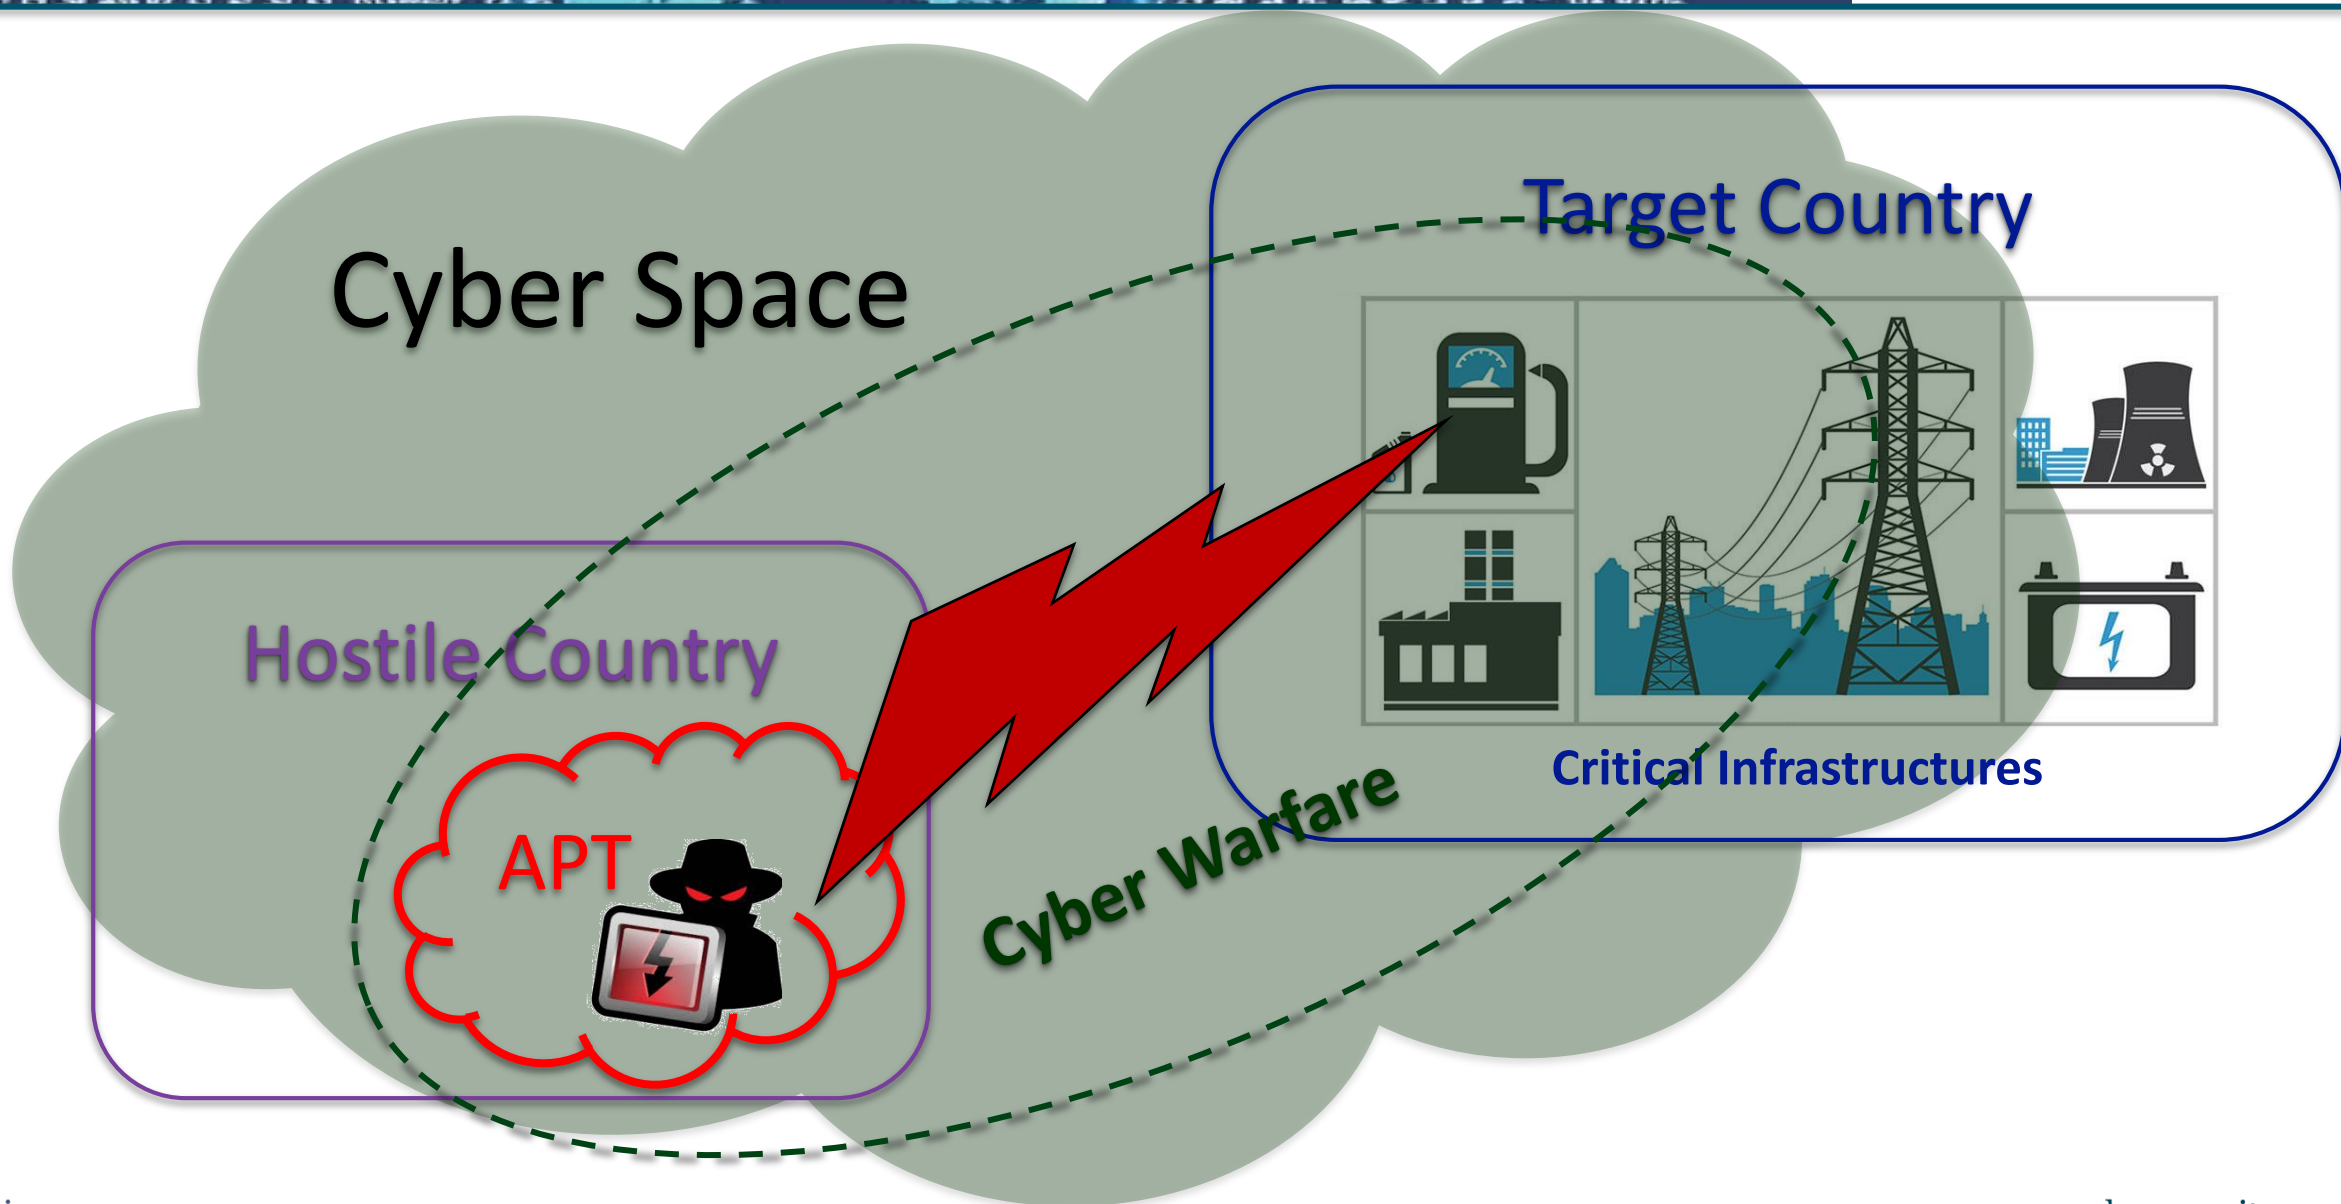 Target Country
Cyber Space
Hostile Country
Critical Infrastructures
Cyber Warfare
APT